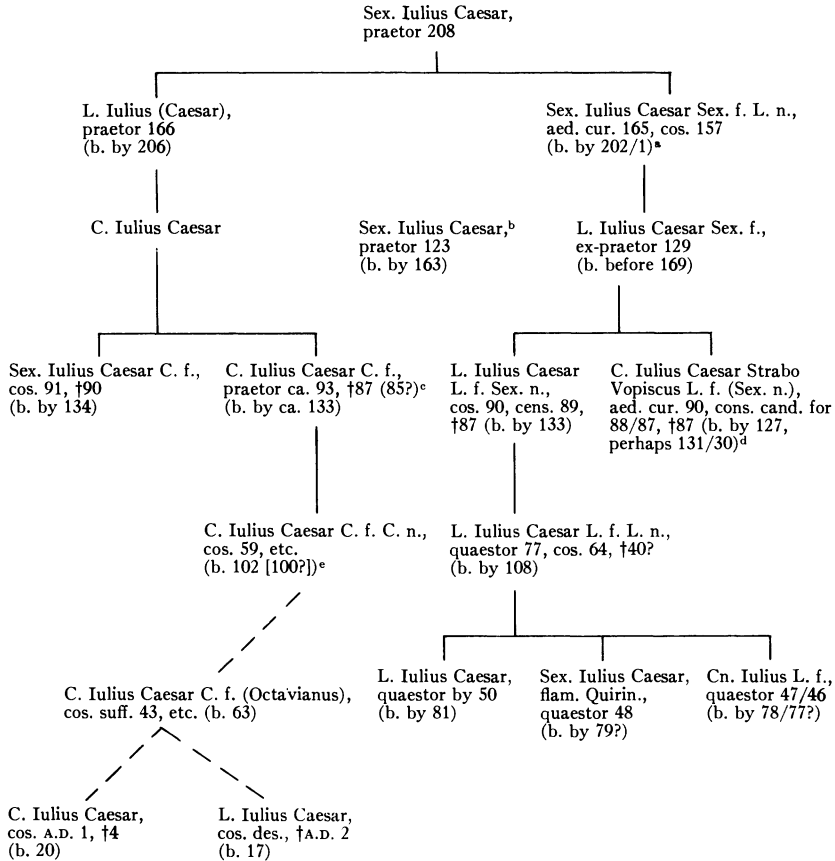 Sex. Iulius Caesar,
praetor 208
L. Iulius (Caesar),
praetor 166
(b. by 206)
Sex. Iulius Caesar Sex. f. L. n.,
aed. cur. 165, cos. 157
(b. by 202/1)ᵃ
C. Iulius Caesar
Sex. Iulius Caesar,ᵇ
praetor 123
(b. by 163)
L. Iulius Caesar Sex. f.,
ex-praetor 129
(b. before 169)
Sex. Iulius Caesar C. f.,
cos. 91, †90
(b. by 134)
C. Iulius Caesar C. f.,
praetor ca. 93, †87 (85?)ᶜ
(b. by ca. 133)
L. Iulius Caesar
L. f. Sex. n.,
cos. 90, cens. 89,
†87 (b. by 133)
C. Iulius Caesar Strabo
Vopiscus L. f. (Sex. n.),
aed. cur. 90, cons. cand. for
88/87, †87 (b. by 127,
perhaps 131/30)ᵈ
C. Iulius Caesar C. f. C. n.,
cos. 59, etc.
(b. 102 [100?])ᵉ
L. Iulius Caesar L. f. L. n.,
quaestor 77, cos. 64, †40?
(b. by 108)
C. Iulius Caesar C. f. (Octavianus),
cos. suff. 43, etc. (b. 63)
L. Iulius Caesar,
quaestor by 50
(b. by 81)
Sex. Iulius Caesar,
flam. Quirin.,
quaestor 48
(b. by 79?)
Cn. Iulius L. f.,
quaestor 47/46
(b. by 78/77?)
C. Iulius Caesar,
cos. A.D. 1, †4
(b. 20)
L. Iulius Caesar,
cos. des., †A.D. 2
(b. 17)